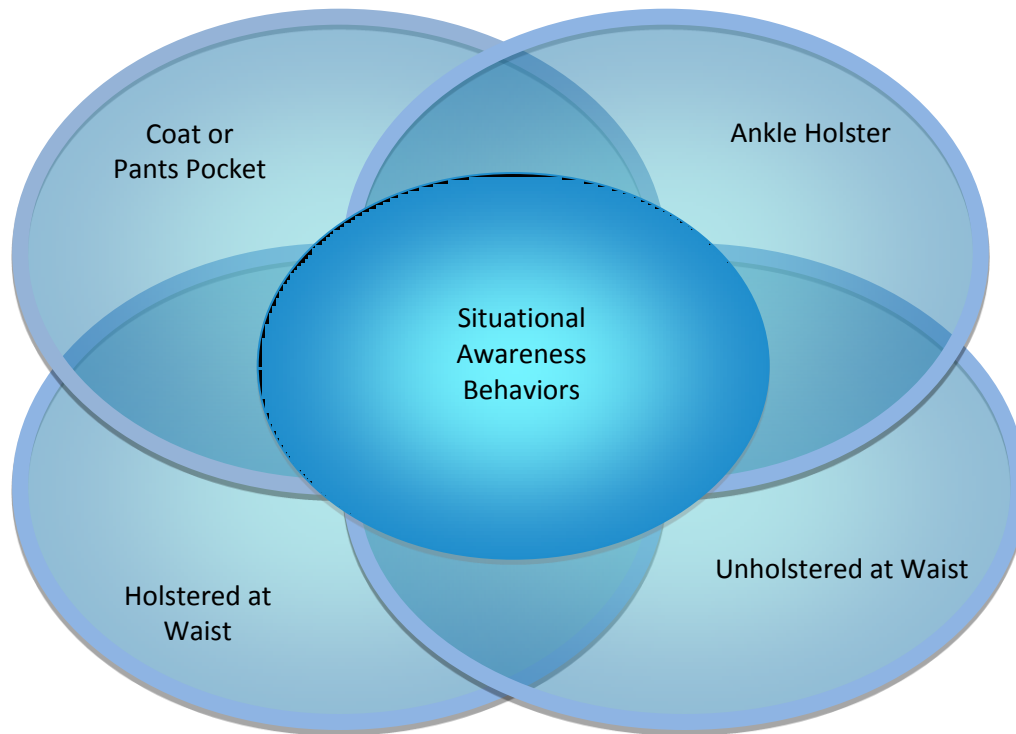 Coat or
Pants Pocket
Ankle Holster
Situational
Awareness
Behaviors
Holstered at
Waist
Unholstered at Waist